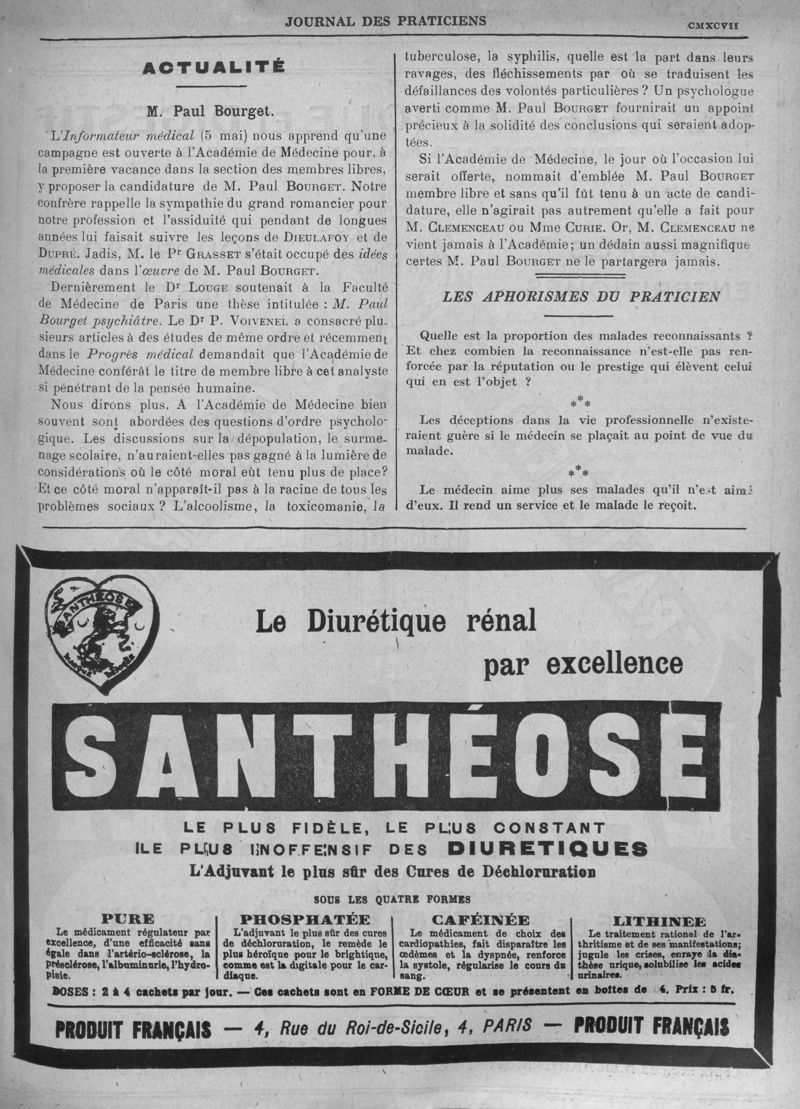 JOURNAL DES PRATICIENS
CMXCVII
ACTUALITÉ
M. Paul Bourget.
L'Informateur médical (5 mai) nous apprend qu'une
campagne est ouverte à l'Académie de Médecine pour, à
la première vacance dans la section des membres libres,
y proposer la candidature de M. Paul BOURGET. Notre
confrère rappelle la sympathie du grand romancier pour
notre profession et l'assiduité qui pendant de longues
années lui faisait suivre les leçons de DIEULAFOY et de
DUPRÉ. Jadis, M. le Pr GRASSET s'était occupé des idées
médicales dans l'œuvre de M. Paul BOURGET.
Dernièrement le Dr LOUGE soutenait à la Faculté
de Médecine de Paris une thèse intitulée : M. Paul
Bourget psychiâtre. Le Dr P. VOIVENEL a consacré plu-
sieurs articles à des études de même ordre et récemment
dans le Progrès médical demandait que l'Académie de
Médecine conférât le titre de membre libre à cet analyste
si pénétrant de la pensée humaine.
Nous dirons plus. A l'Académie de Médecine bien
souvent sont abordées des questions d'ordre psycholo-
gique. Les discussions sur la dépopulation, le surme-
nage scolaire, n'auraient-elles pas gagné à la lumière de
considérations où le côté moral eùt tenu plus de place?
Et ce côté moral n'apparaît-il pas à la racine de tous les
problèmes sociaux ? L'alcoolisme, la toxicomanie, la
tuberculose, la syphilis, quelle est la part dans leurs
ravages, des fléchissements par où se traduisent les
défaillances des volontés particulières ? Un psychologue
averti comme M. Paul BOURGET fournirait un appoint
précieux à la solidité des conclusions qui seraient adop-
tées.
Si l'Académie de Médecine, le jour où l'occasion lui
serait offerte, nommait d'emblée M. Paul BOURGET
membre libre et sans qu'il fût tenu à un acte de candi-
dature, elle n'agirait pas autrement qu'elle a fait pour
M. CLEMENCEAU ou Mme CURIE. Or, M. CLEMENCEAU ne
vient jamais à l'Académie; un dédain aussi magnifique
certes M. Paul BOURGET ne le partagera jamais.
LES APHORISMES DU PRATICIEN
Quelle est la proportion des malades reconnaissants ?
Et chez combien la reconnaissance n'est-elle pas ren-
forcée par la réputation ou le prestige qui élèvent celui
qui en est l'objet ?
***
Les déceptions dans la vie professionnelle n'existe-
raient guère si le médecin se plaçait au point de vue du
malade.
***
Le médecin aime plus ses malades qu'il n'est aimé
d'eux. Il rend un service et le malade le reçoit.
SANTHÉOSE
Le Diurétique rénal
par excellence
SANTHÉOSE
LE PLUS FIDÈLE, LE PLUS CONSTANT
LE PLUS INOFFENSIF DES DIURETIQUES
L'Adjuvant le plus sûr des Cures de Déchloruration
SOUS LES QUATRE FORMES
PURE
Le médicament régulateur par
excellence, d'une efficacité sans
égale dans l'artério-sclérose, la
présclérose, l'albuminurie, l'hydro-
pisie.
PHOSPHATÉE
L'adjuvant le plus sûr des cures
de déchloruration, le remède le
plus héroïque pour le brightique,
comme est la digitale pour le car-
diaque.
CAFÉINÉE
Le médicament de choix des
cardiopathies, fait disparaître les
œdèmes et la dyspnée, renforce
la systole, régularise le cours du
sang.
LITHINEE
Le traitement rationel de l'ar-
thritisme et de ses manifestations;
jugule les crises, enraye la dia-
thèse urique, solubilise les acides
urinaires.
DOSES : 2 à 4 cachets par jour. — Ces cachets sont en FORME DE CŒUR et se présentent en boîtes de 4. Prix : 5 fr.
PRODUIT FRANÇAIS — 4, Rue du Roi-de-Sicile, 4, PARIS — PRODUIT FRANÇAIS